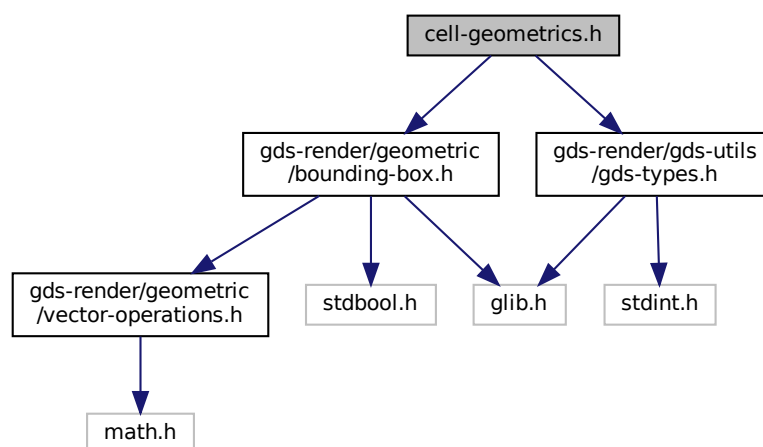 cell-geometrics.h
gds-render/geometric
/bounding-box.h
gds-render/gds-utils
/gds-types.h
gds-render/geometric
/vector-operations.h
stdbool.h
glib.h
stdint.h
math.h